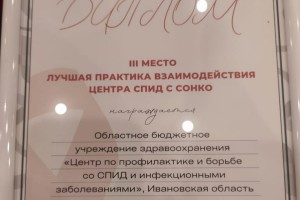 Диплом
III МЕСТО
ЛУЧШАЯ ПРАКТИКА ВЗАИМОДЕЙСТВИЯ
ЦЕНТРА СПИД С СОНКО
награждается
Областное бюджетное
учреждение здравоохранения
«Центр по профилактике и борьбе
со СПИД и инфекционными
заболеваниями», Ивановская область